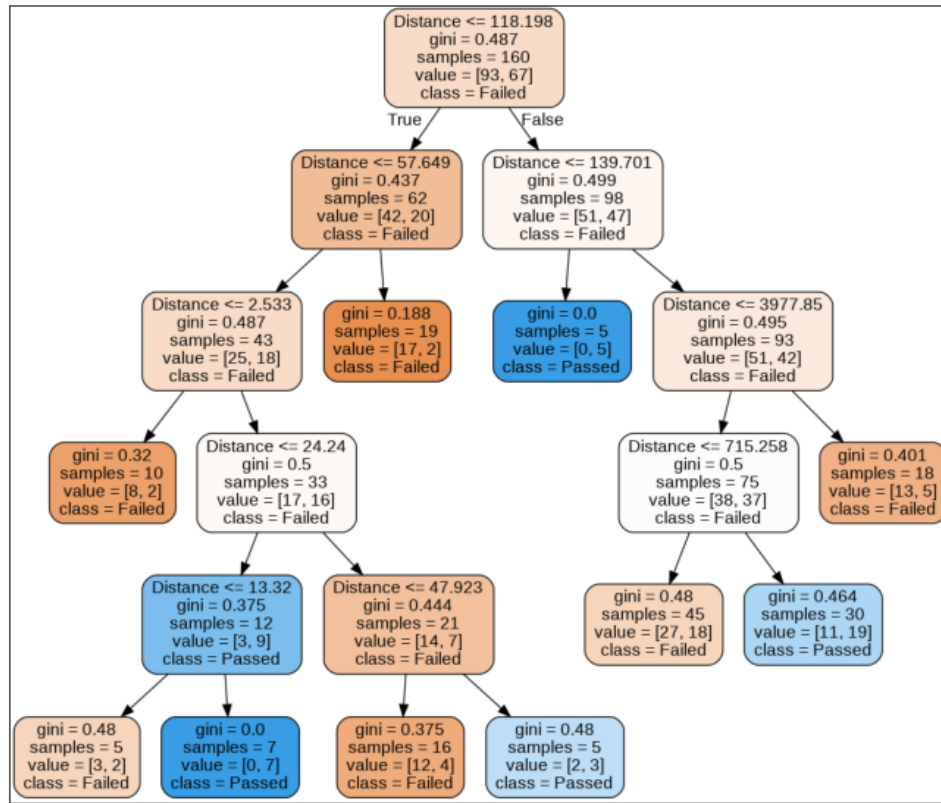 Distance <= 118.198
gini = 0.487
samples = 160
value = [93, 67]
class = Failed
True
False
Distance <= 57.649
gini = 0.437
samples = 62
value = [42, 20]
class = Failed
Distance <= 139.701
gini = 0.499
samples = 98
value = [51, 47]
class = Failed
Distance <= 2.533
gini = 0.487
samples = 43
value = [25, 18]
class = Failed
gini = 0.188
samples = 19
value = [17, 2]
class = Failed
gini = 0.0
samples = 5
value = [0, 5]
class = Passed
Distance <= 3977.85
gini = 0.495
samples = 93
value = [51, 42]
class = Failed
gini = 0.32
samples = 10
value = [8, 2]
class = Failed
Distance <= 24.24
gini = 0.5
samples = 33
value = [17, 16]
class = Failed
Distance <= 715.258
gini = 0.5
samples = 75
value = [38, 37]
class = Failed
gini = 0.401
samples = 18
value = [13, 5]
class = Failed
Distance <= 13.32
gini = 0.375
samples = 12
value = [3, 9]
class = Passed
Distance <= 47.923
gini = 0.444
samples = 21
value = [14, 7]
class = Failed
gini = 0.48
samples = 45
value = [27, 18]
class = Failed
gini = 0.464
samples = 30
value = [11, 19]
class = Passed
gini = 0.48
samples = 5
value = [3, 2]
class = Failed
gini = 0.0
samples = 7
value = [0, 7]
class = Passed
gini = 0.375
samples = 16
value = [12, 4]
class = Failed
gini = 0.48
samples = 5
value = [2, 3]
class = Passed